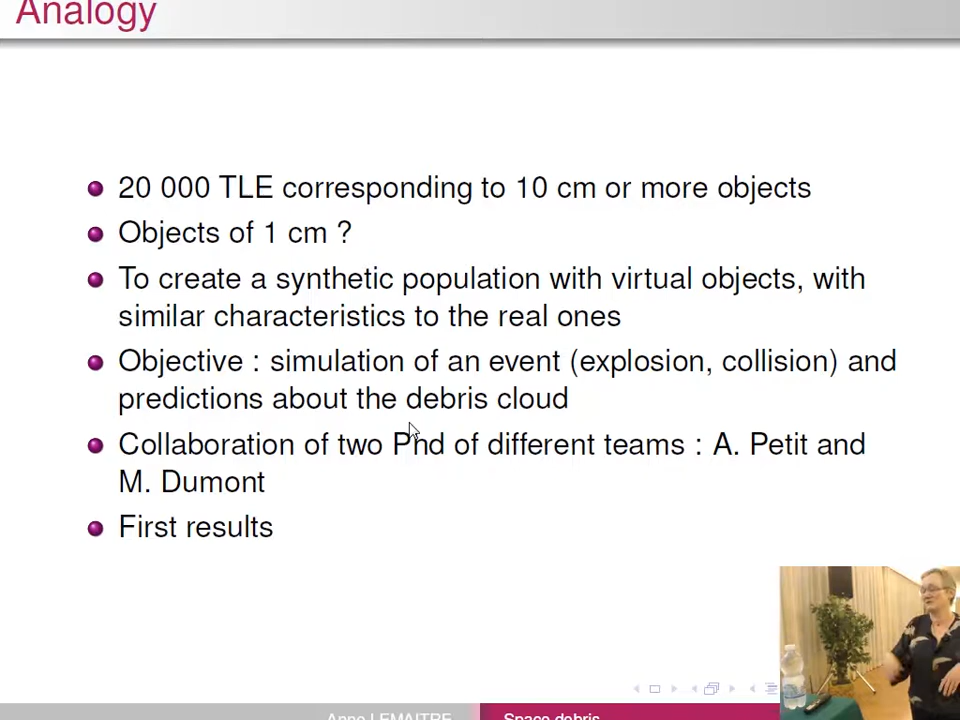 Analogy
20 000 TLE corresponding to 10 cm or more objects
Objects of 1 cm ?
To create a synthetic population with virtual objects, with
similar characteristics to the real ones
Objective : simulation of an event (explosion, collision) and
predictions about the debris cloud
Collaboration of two Phd of different teams : A. Petit and
M. Dumont
First results
Anne LEMAITRE Space debris